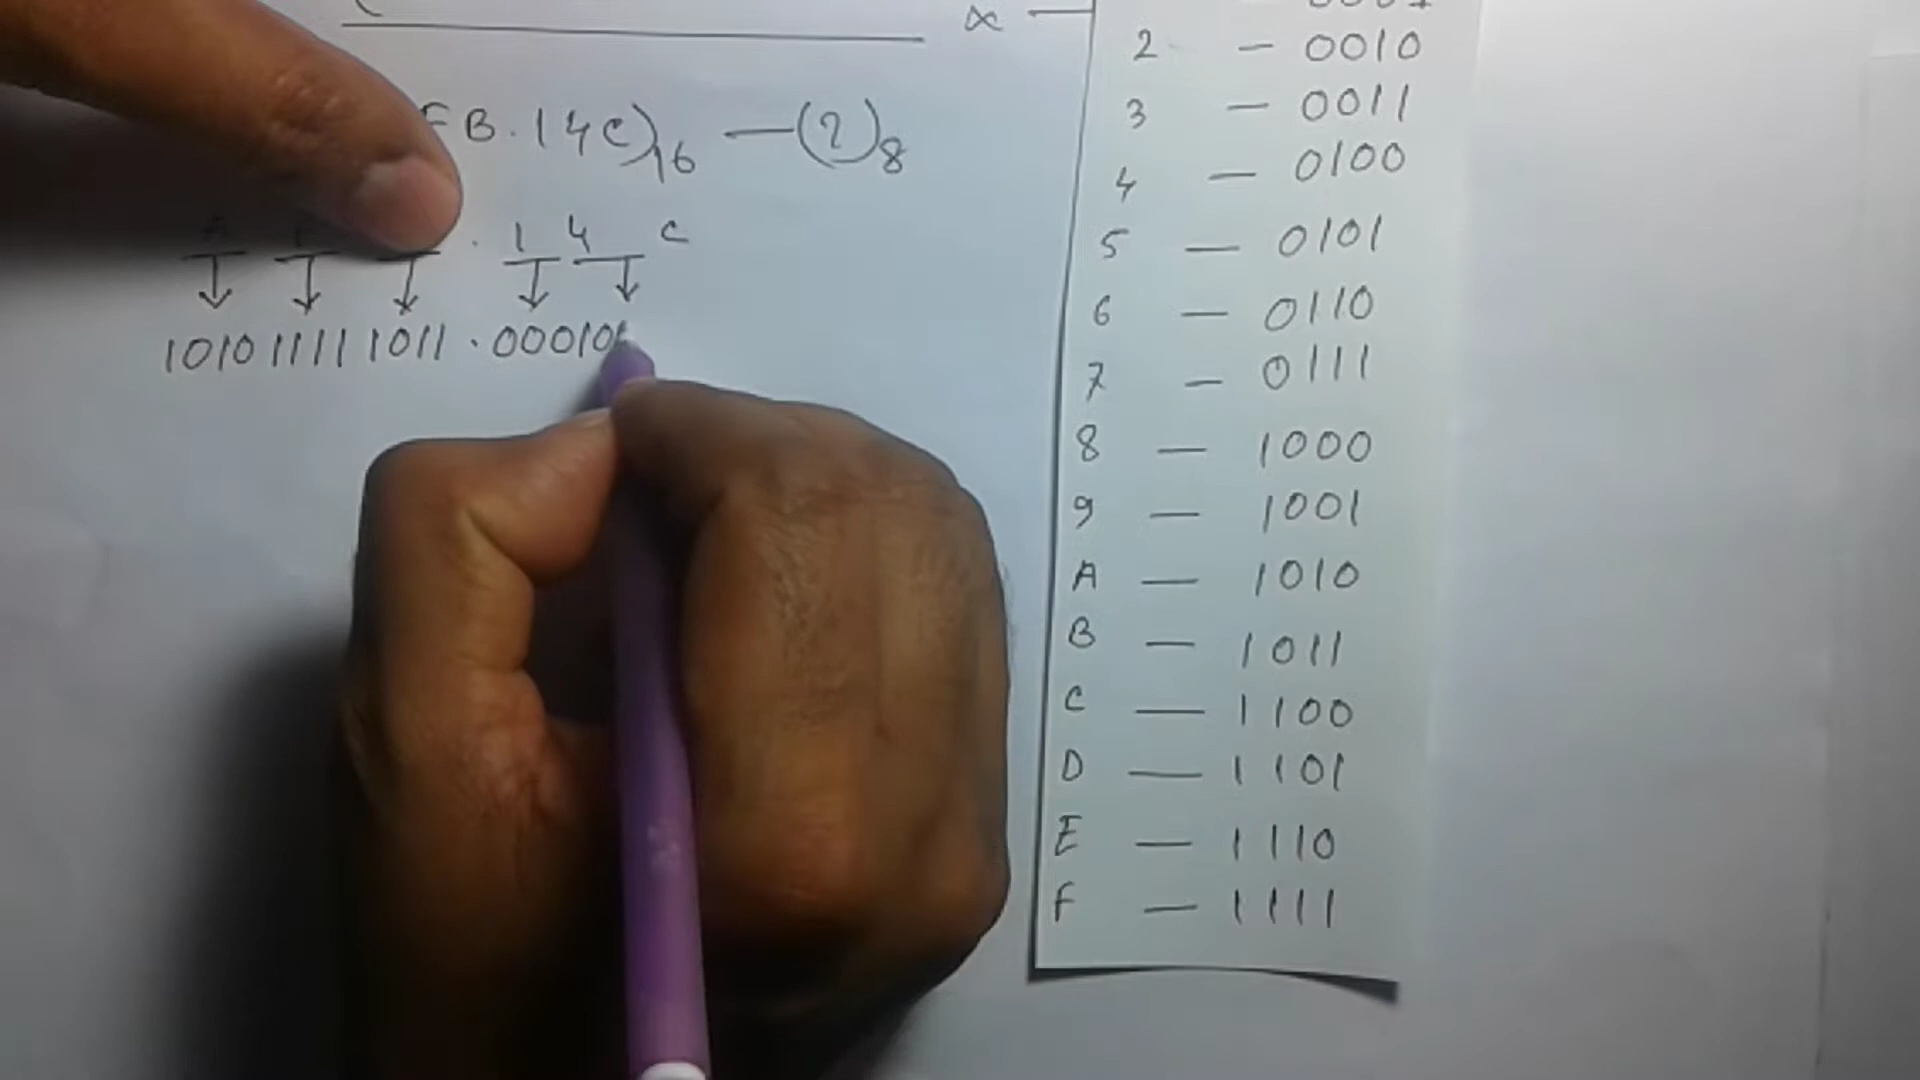 FB.14C)16 — (?)8
. 1 4 C
1010 1111 1011 . 00010
2 — 0010
3 — 0011
4 — 0100
5 — 0101
6 — 0110
7 — 0111
8 — 1000
9 — 1001
A — 1010
B — 1011
C — 1100
D — 1101
E — 1110
F — 1111